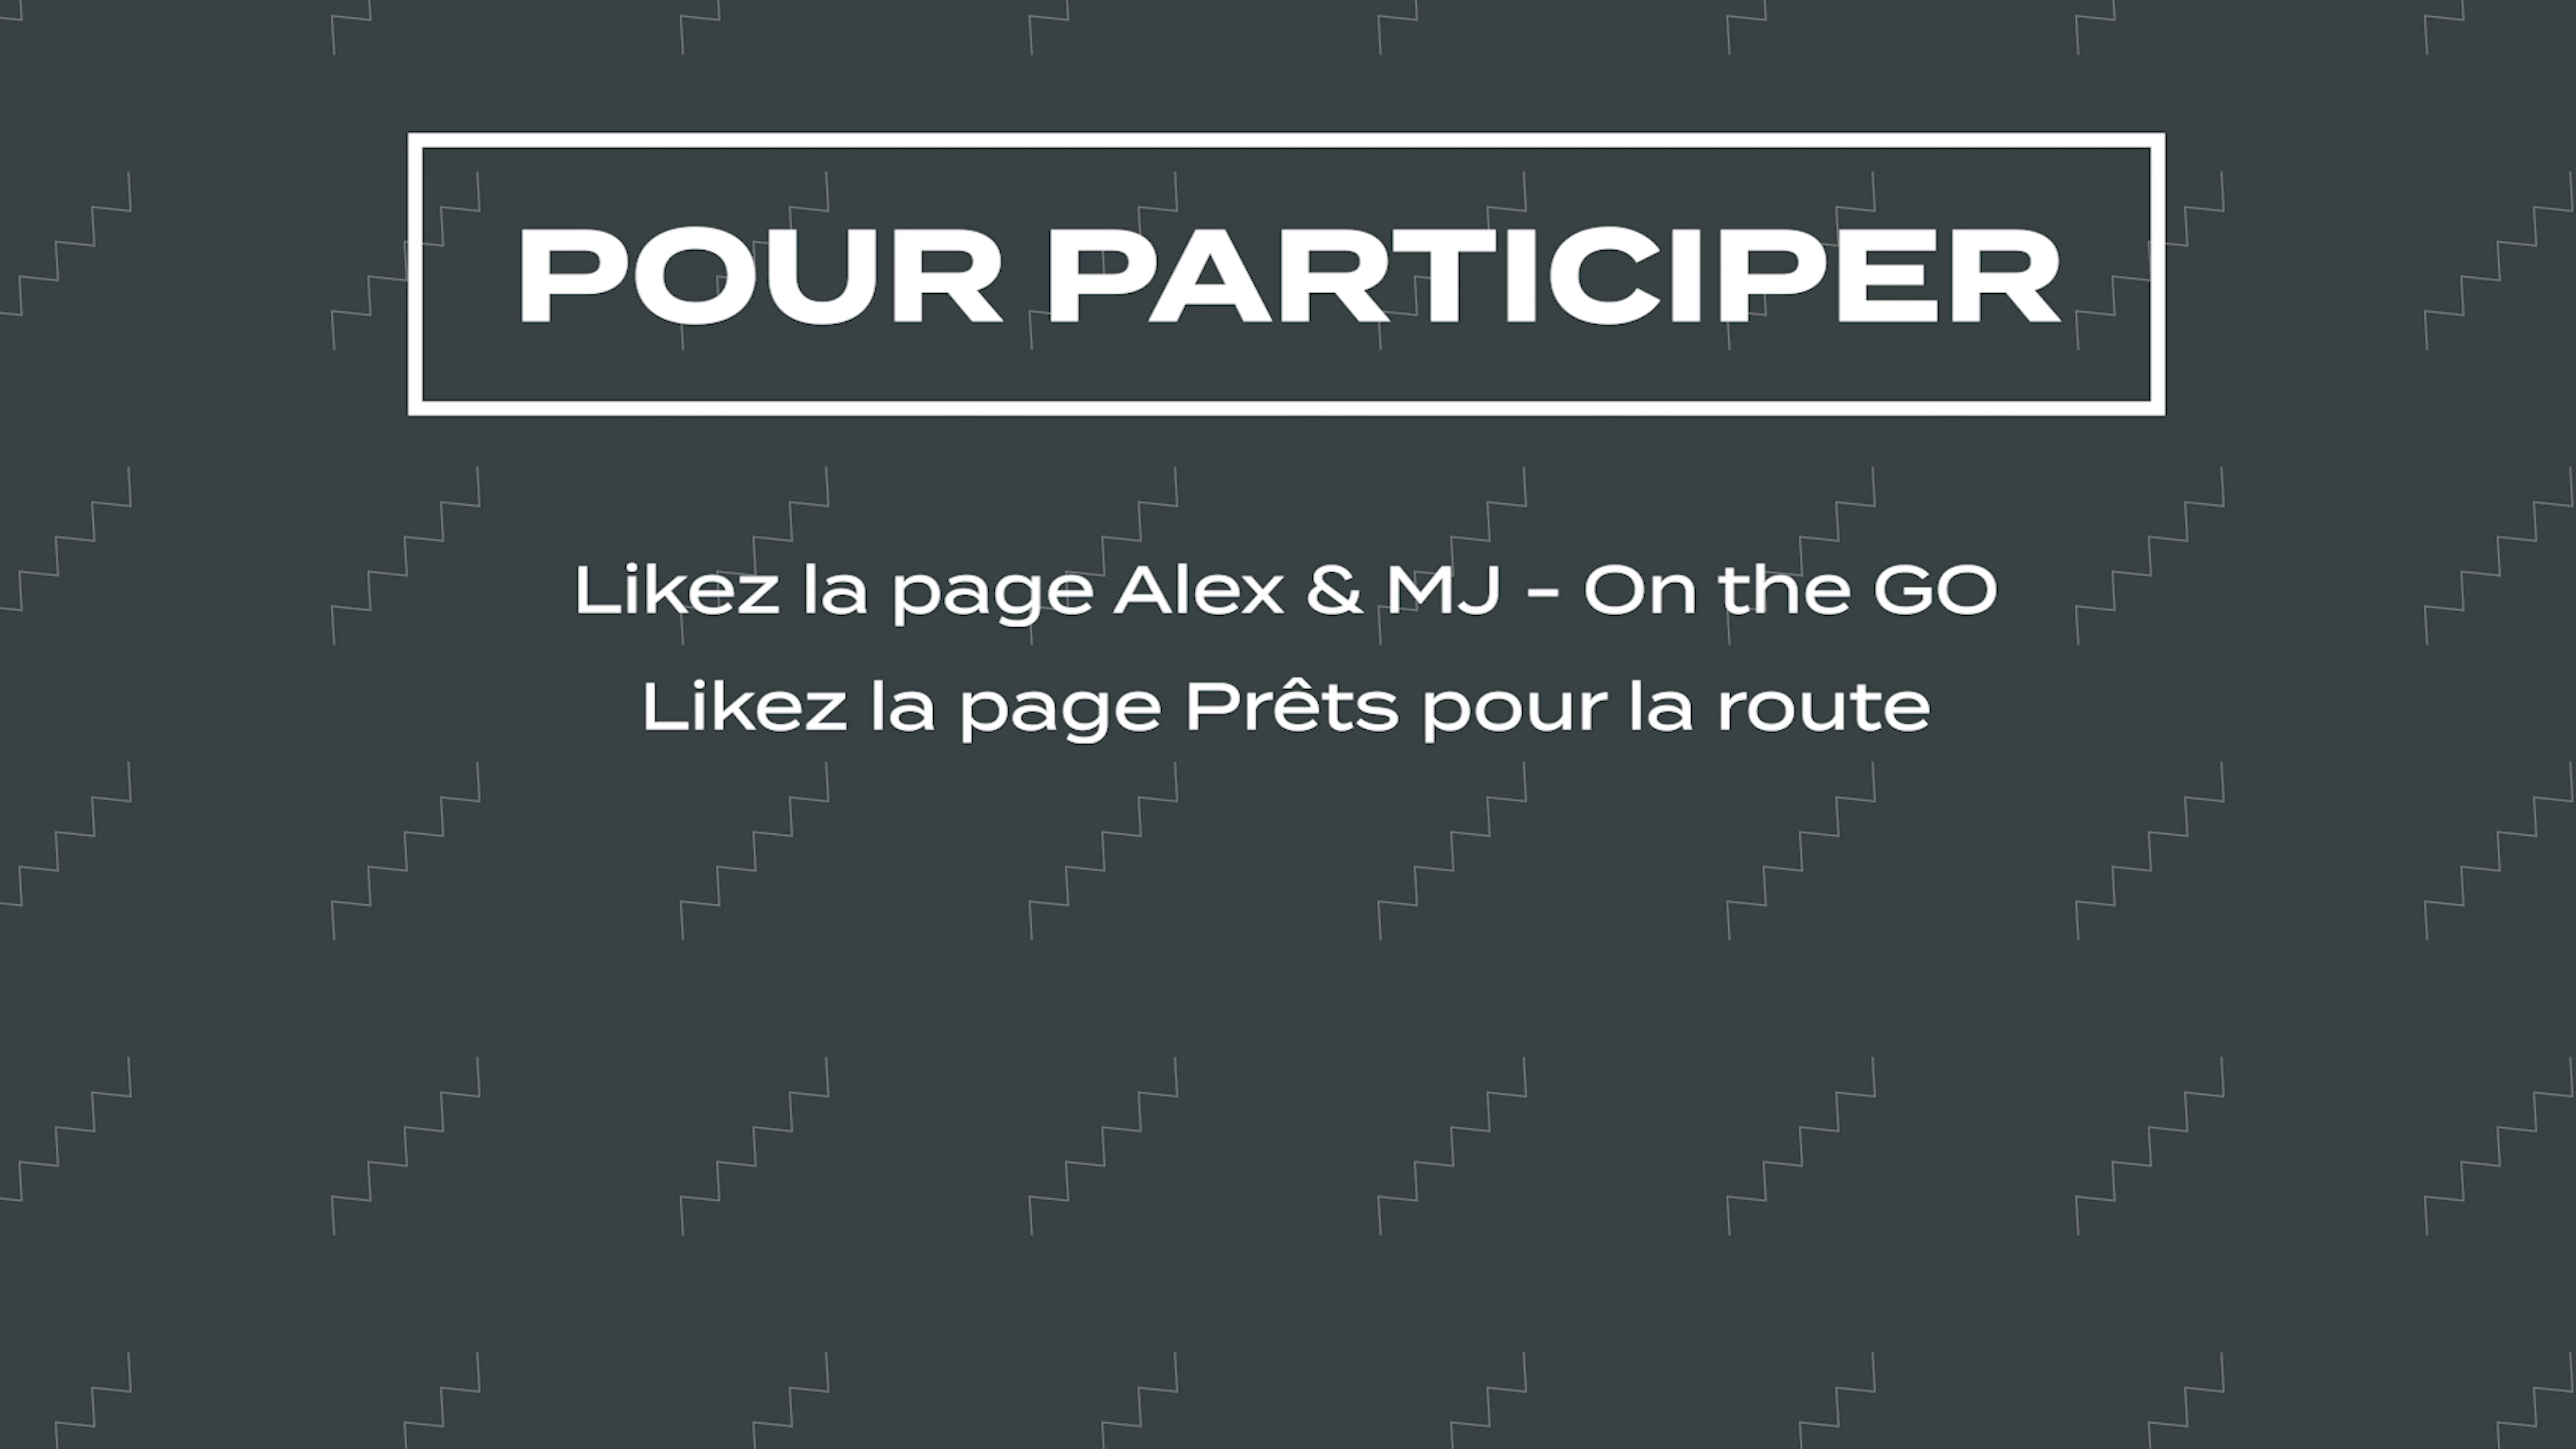 POUR PARTICIPER
Likez la page Alex & MJ - On the GO
Likez la page Prêts pour la route